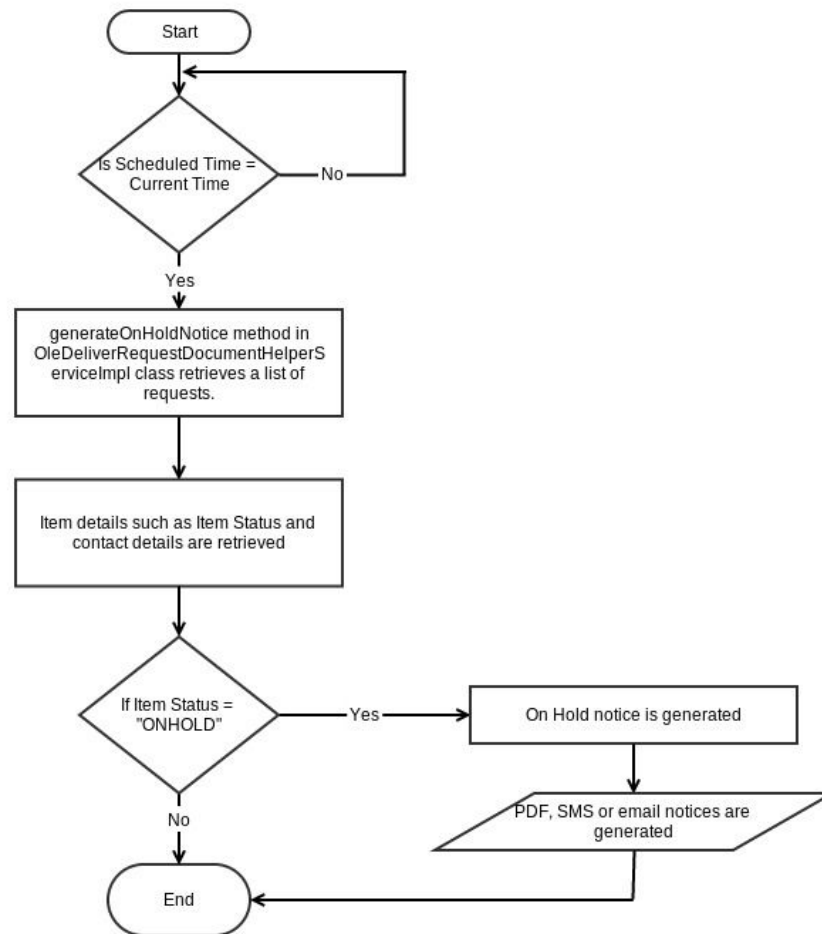 Start
Is Scheduled Time =
Current Time
No
Yes
generateOnHoldNotice method in
OleDeliverRequestDocumentHelperS
erviceImpl class retrieves a list of
requests.
Item details such as Item Status and
contact details are retrieved
If Item Status =
"ONHOLD"
Yes
On Hold notice is generated
No
PDF, SMS or email notices are
generated
End